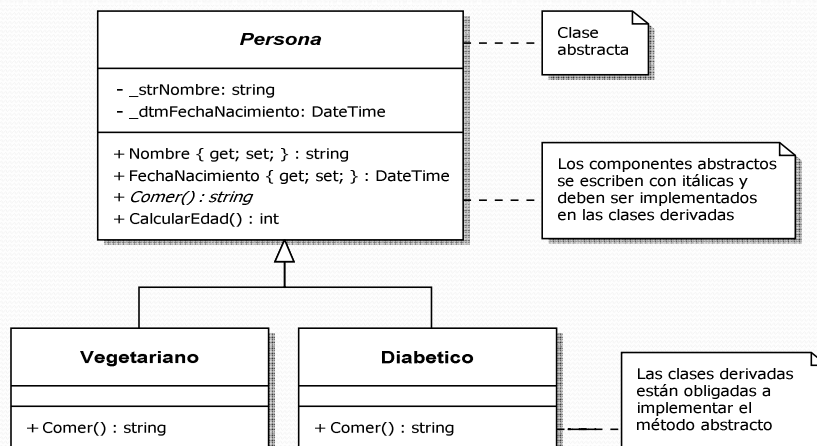 Persona
- _strNombre: string
- _dtmFechaNacimiento: DateTime
+ Nombre { get; set; } : string
+ FechaNacimiento { get; set; } : DateTime
+ Comer() : string
+ CalcularEdad() : int
Clase
abstracta
Los componentes abstractos
se escriben con itálicas y
deben ser implementados
en las clases derivadas
Vegetariano
+ Comer() : string
Diabetico
+ Comer() : string
Las clases derivadas
están obligadas a
implementar el
método abstracto